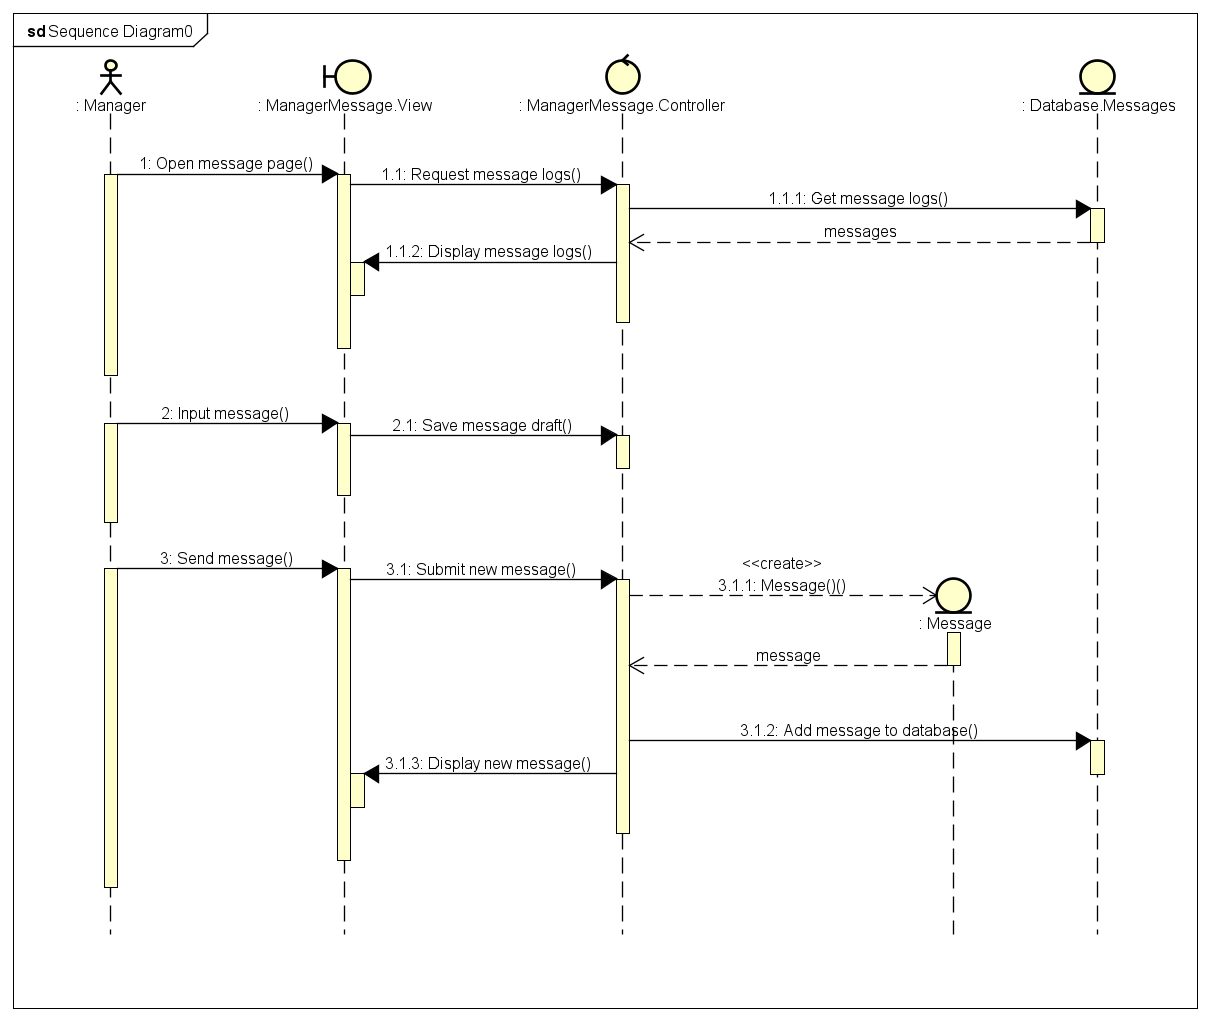 sd Sequence Diagram0
: Manager
: ManagerMessage.View
: ManagerMessage.Controller
: Database.Messages
1: Open message page()
1.1: Request message logs()
1.1.1: Get message logs()
messages
1.1.2: Display message logs()
2: Input message()
2.1: Save message draft()
3: Send message()
3.1: Submit new message()
<<create>>
3.1.1: Message()()
: Message
message
3.1.2: Add message to database()
3.1.3: Display new message()